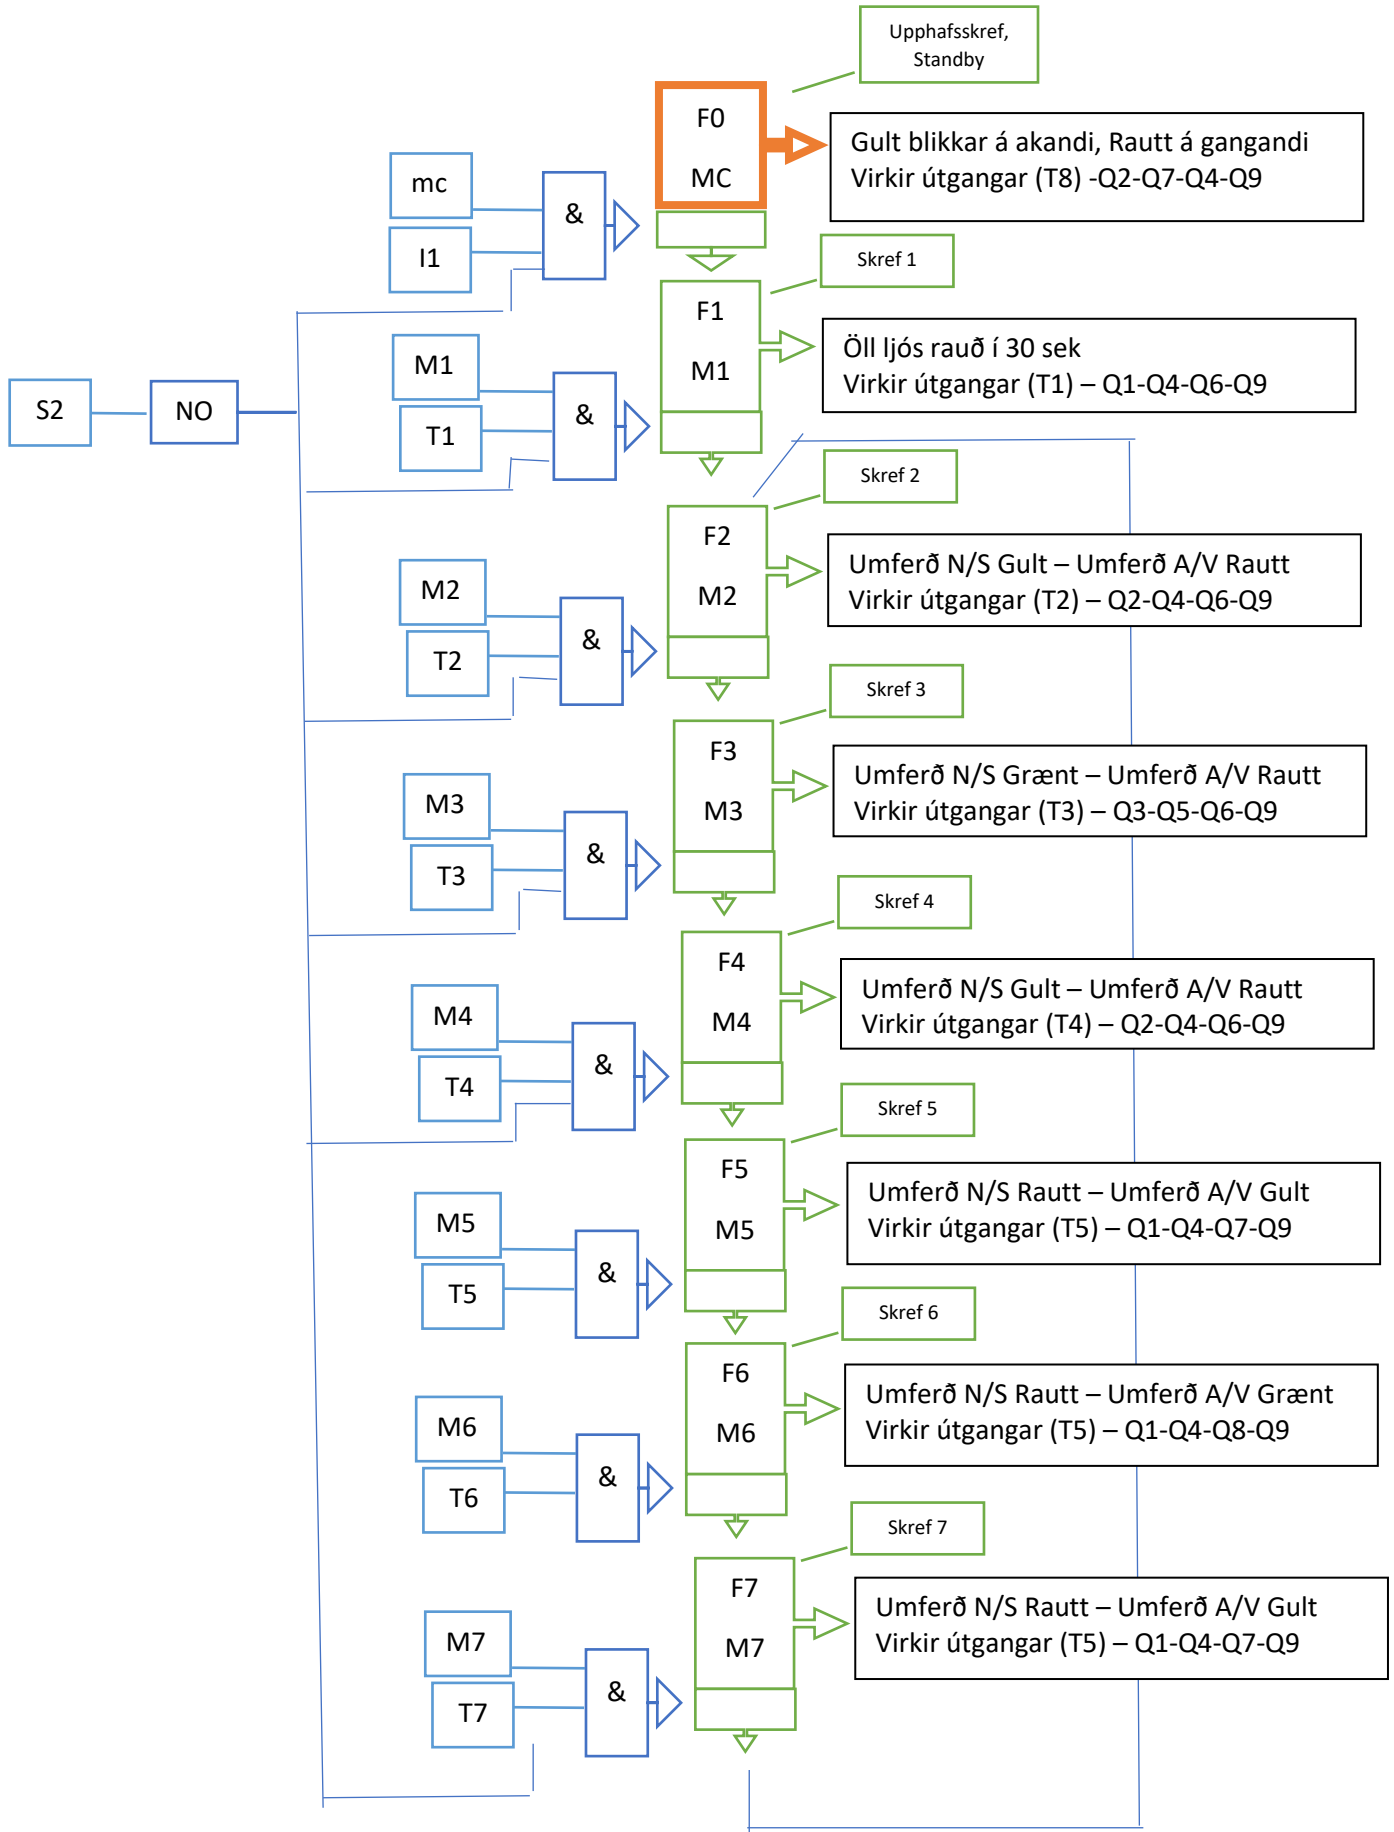 Upphafsskref,
Standby
F0
MC
Gult blikkar á akandi, Rautt á gangandi
Virkir útgangar (T8) -Q2-Q7-Q4-Q9
mc
I1
&
Skref 1
F1
M1
Öll ljós rauð í 30 sek
Virkir útgangar (T1) – Q1-Q4-Q6-Q9
S2
NO
M1
T1
&
Skref 2
F2
M2
Umferð N/S Gult – Umferð A/V Rautt
Virkir útgangar (T2) – Q2-Q4-Q6-Q9
M2
T2
&
Skref 3
F3
M3
Umferð N/S Grænt – Umferð A/V Rautt
Virkir útgangar (T3) – Q3-Q5-Q6-Q9
M3
T3
&
Skref 4
F4
M4
Umferð N/S Gult – Umferð A/V Rautt
Virkir útgangar (T4) – Q2-Q4-Q6-Q9
M4
T4
&
Skref 5
F5
M5
Umferð N/S Rautt – Umferð A/V Gult
Virkir útgangar (T5) – Q1-Q4-Q7-Q9
M5
T5
&
Skref 6
F6
M6
Umferð N/S Rautt – Umferð A/V Grænt
Virkir útgangar (T5) – Q1-Q4-Q8-Q9
M6
T6
&
Skref 7
F7
M7
Umferð N/S Rautt – Umferð A/V Gult
Virkir útgangar (T5) – Q1-Q4-Q7-Q9
M7
T7
&